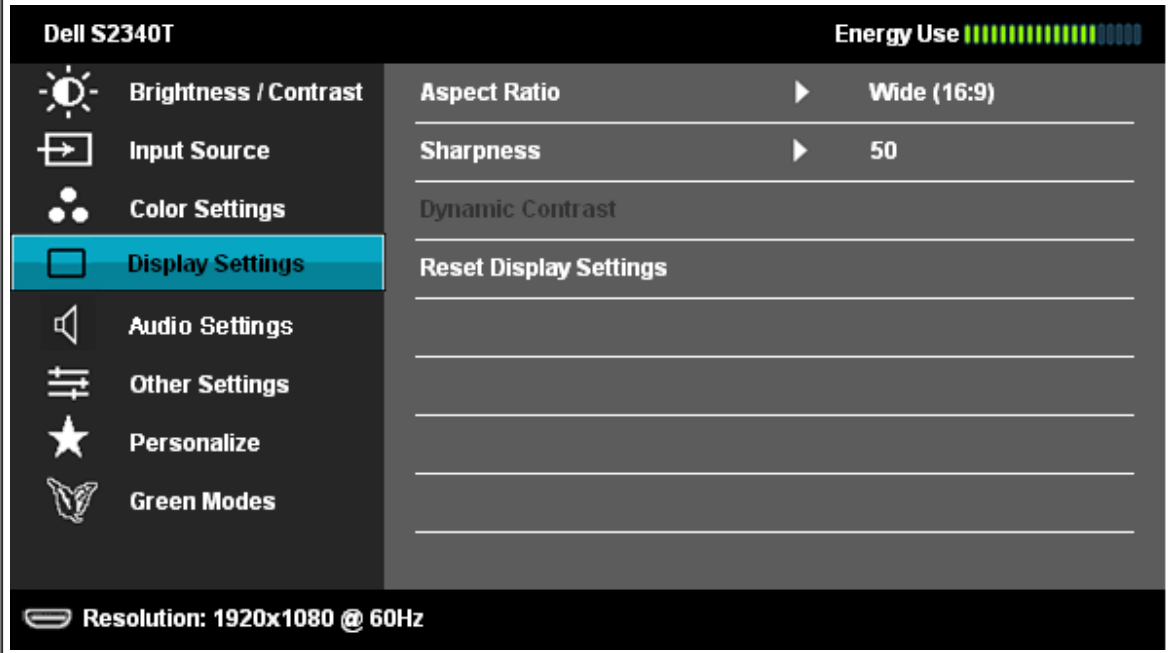 Dell S2340T Energy Use
Brightness / Contrast Aspect Ratio Wide (16:9)
Input Source Sharpness 50
Color Settings Dynamic Contrast
Display Settings Reset Display Settings
Audio Settings
Other Settings
Personalize
Green Modes
Resolution: 1920x1080 @ 60Hz